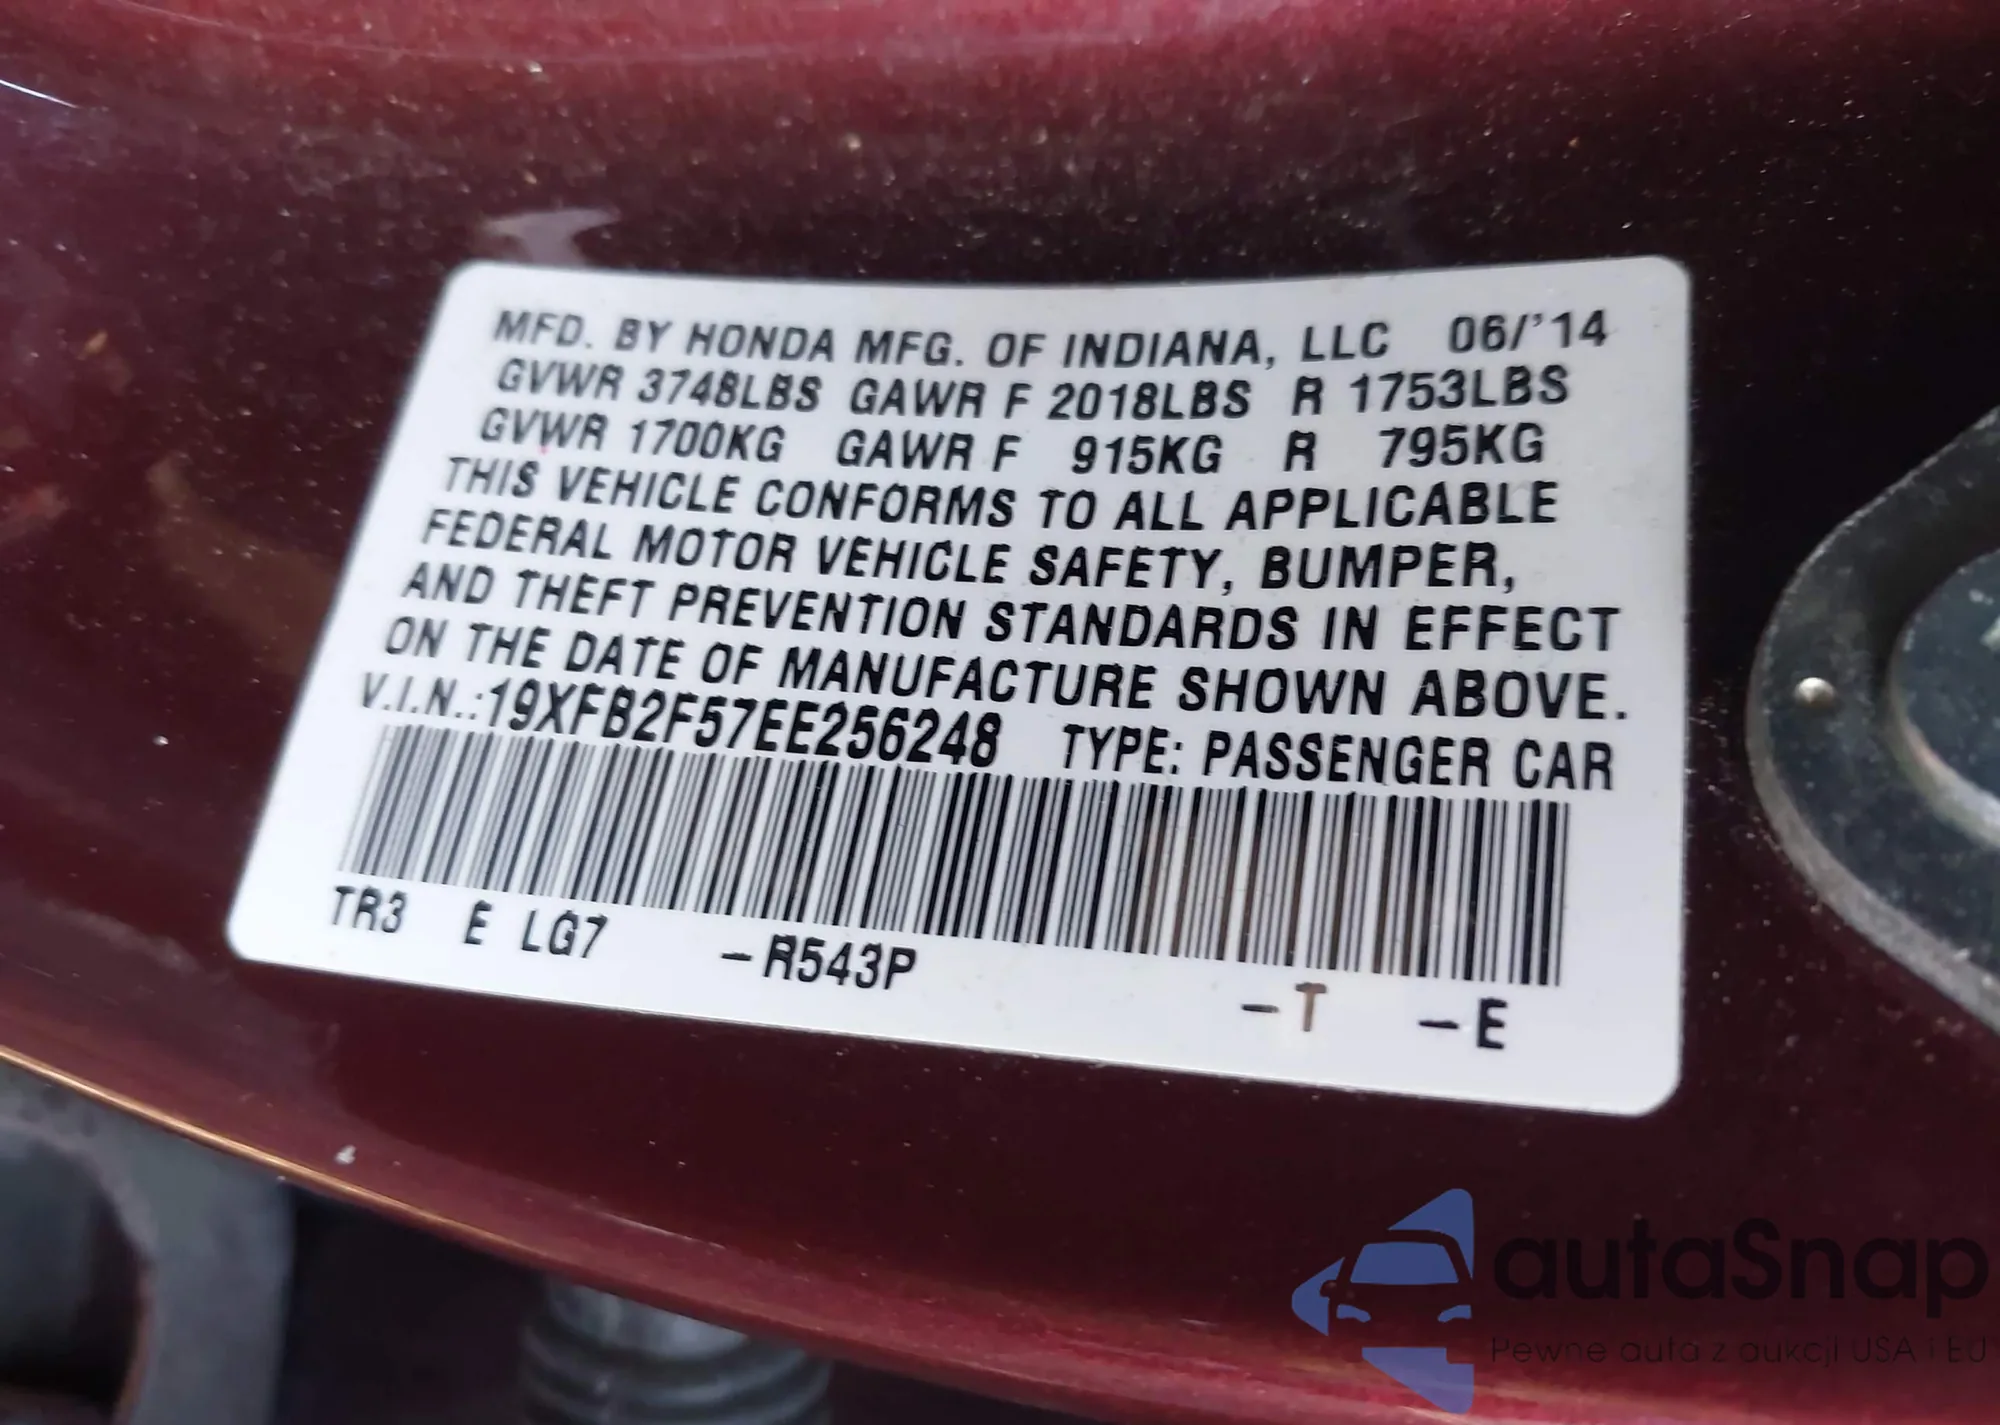 MFD. BY HONDA MFG. OF INDIANA, LLC 06/'14
GVWR 3748LBS GAWR F 2018LBS R 1753LBS
GVWR 1700KG GAWR F 915KG R 795KG
THIS VEHICLE CONFORMS TO ALL APPLICABLE
FEDERAL MOTOR VEHICLE SAFETY, BUMPER,
AND THEFT PREVENTION STANDARDS IN EFFECT
ON THE DATE OF MANUFACTURE SHOWN ABOVE.
V.I.N.:19XFB2F57EE256248 TYPE: PASSENGER CAR
TR3 E LG7 -R543P -T -E
autaSnap
Pewne auta z aukcji USA i EU